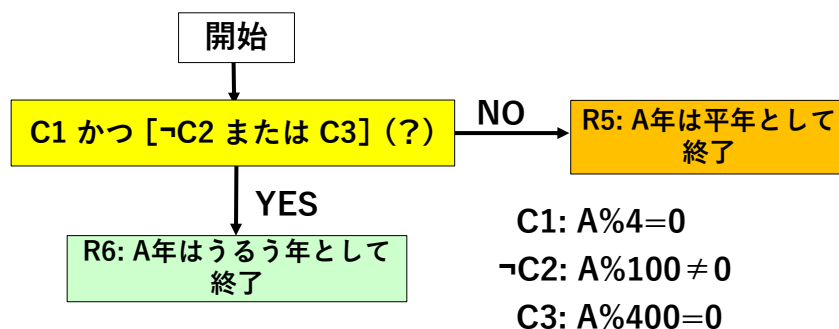 開始
C1 かつ [¬C2 または C3] (?)
NO
R5: A年は平年として
終了
YES
R6: A年はうるう年として
終了
C1: A%4=0
¬C2: A%100≠0
C3: A%400=0